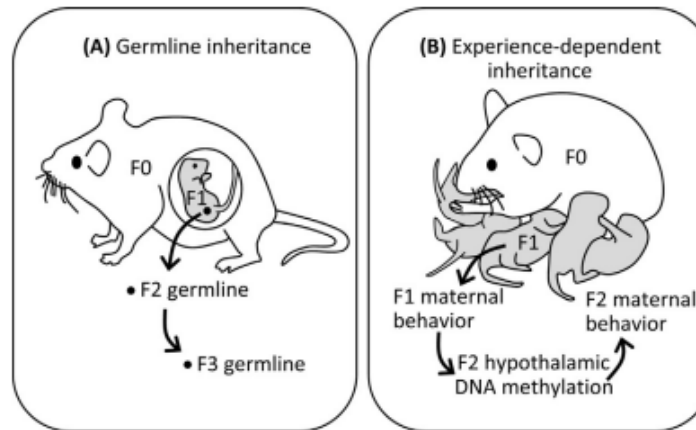 (A) Germline inheritance
F0
F1
• F2 germline
• F3 germline
(B) Experience-dependent
inheritance
F0
F1
F1 maternal
behavior
F2 hypothalamic
DNA methylation
F2 maternal
behavior